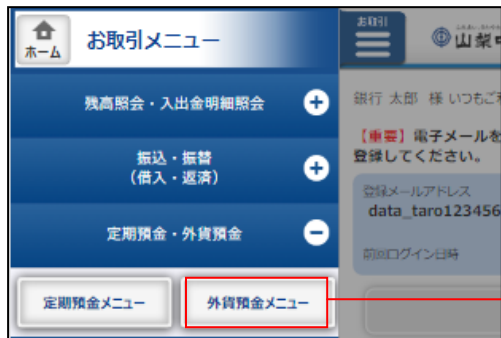 ホーム
お取引メニュー
残高照会・入出金明細照会
振込・振替
(借入・返済)
定期預金・外貨預金
定期預金メニュー
外貨預金メニュー
お取引
山梨中
銀行 太郎 様 いつもご
【重要】電子メールを
登録してください。
登録メールアドレス
data_taro123456
前回ログイン日時